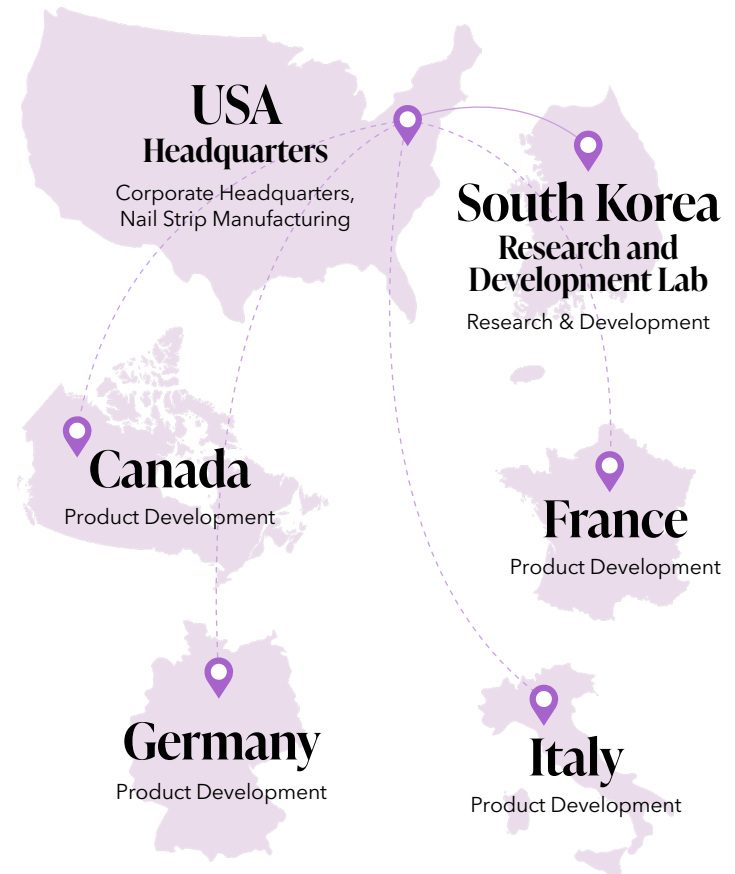 USA
Headquarters
Corporate Headquarters,
Nail Strip Manufacturing
South Korea
Research and
Development Lab
Research & Development
Canada
Product Development
France
Product Development
Germany
Product Development
Italy
Product Development